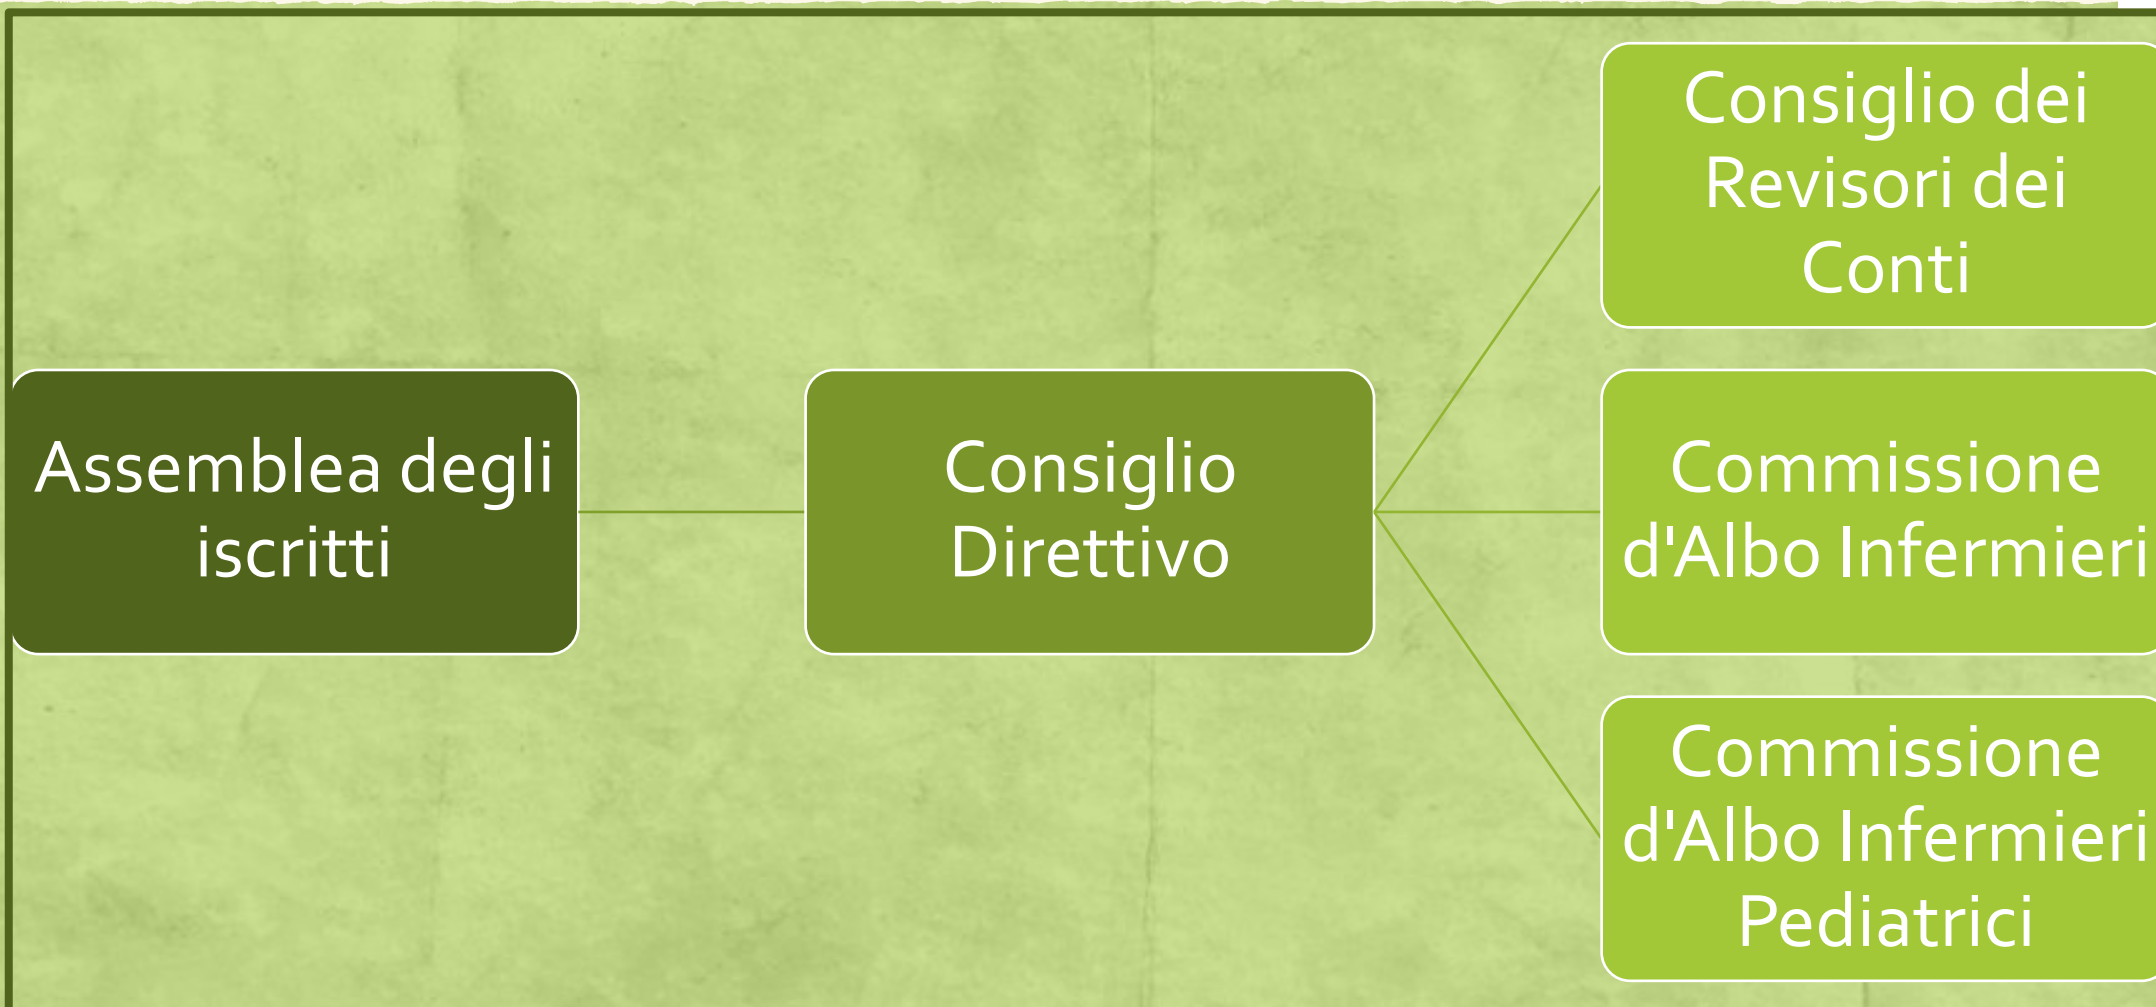 Assemblea degli
iscritti
Consiglio
Direttivo
Consiglio dei
Revisori dei
Conti
Commissione
d'Albo Infermieri
Commissione
d'Albo Infermieri
Pediatrici